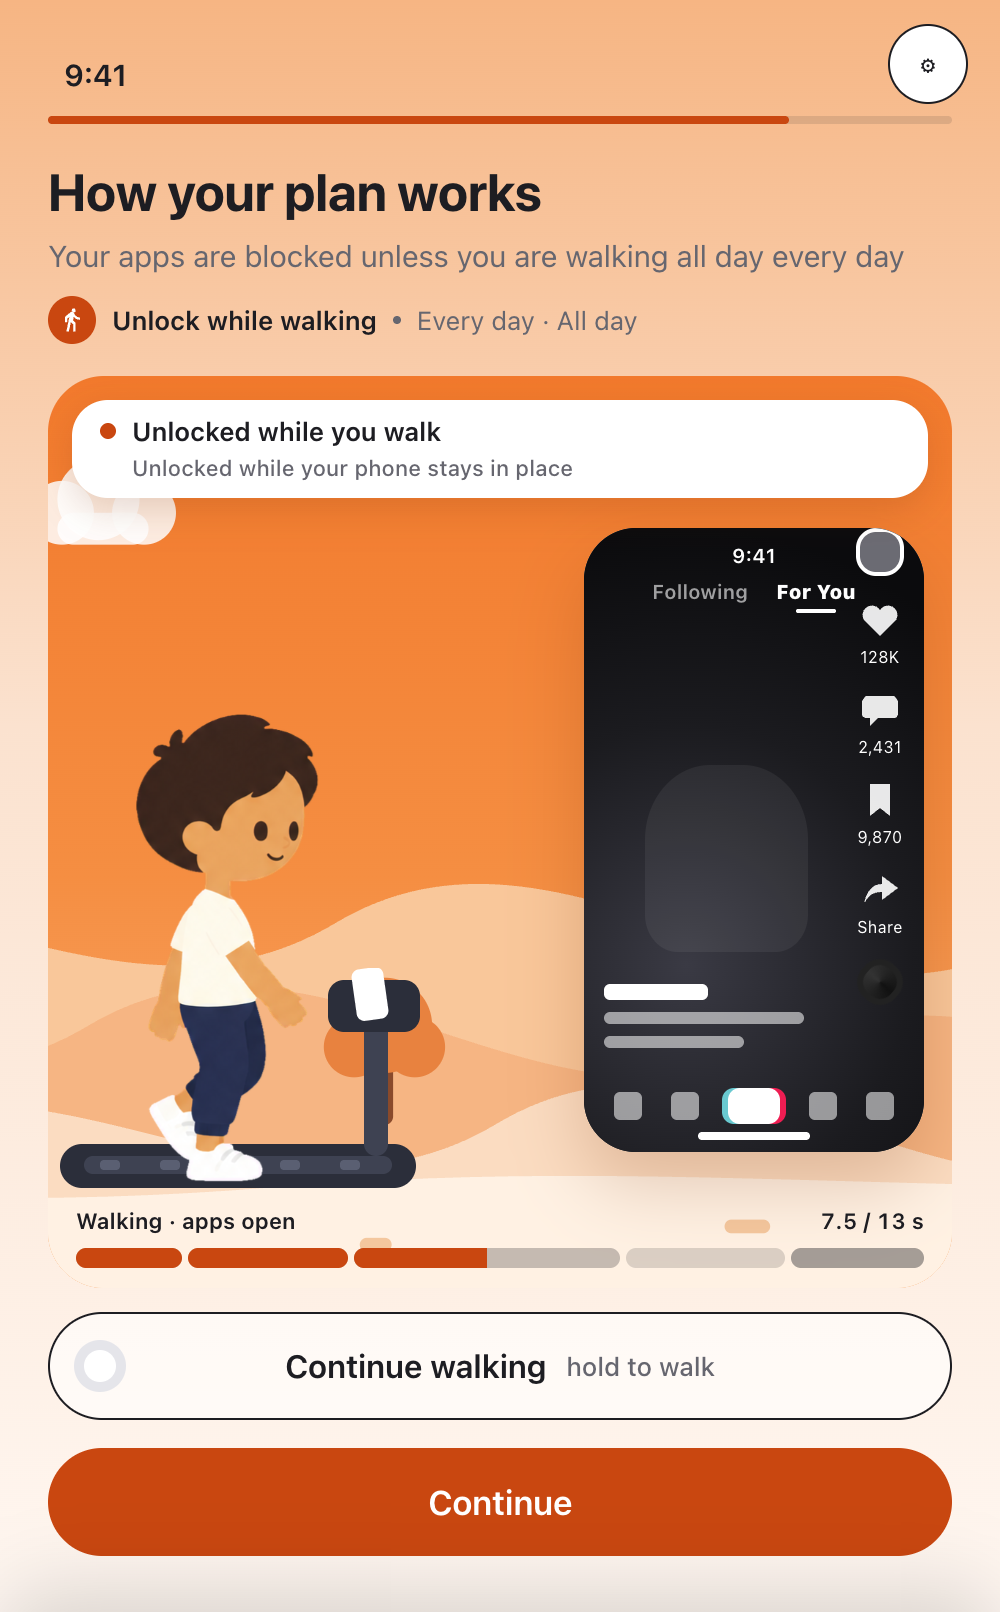 9:41
How your plan works
Your apps are blocked unless you are walking all day every day
Unlock while walking • Every day · All day
Unlocked while you walk
Unlocked while your phone stays in place
9:41
Following For You
128K
2,431
9,870
Share
Walking · apps open 7.5 / 13 s
Continue walking hold to walk
Continue